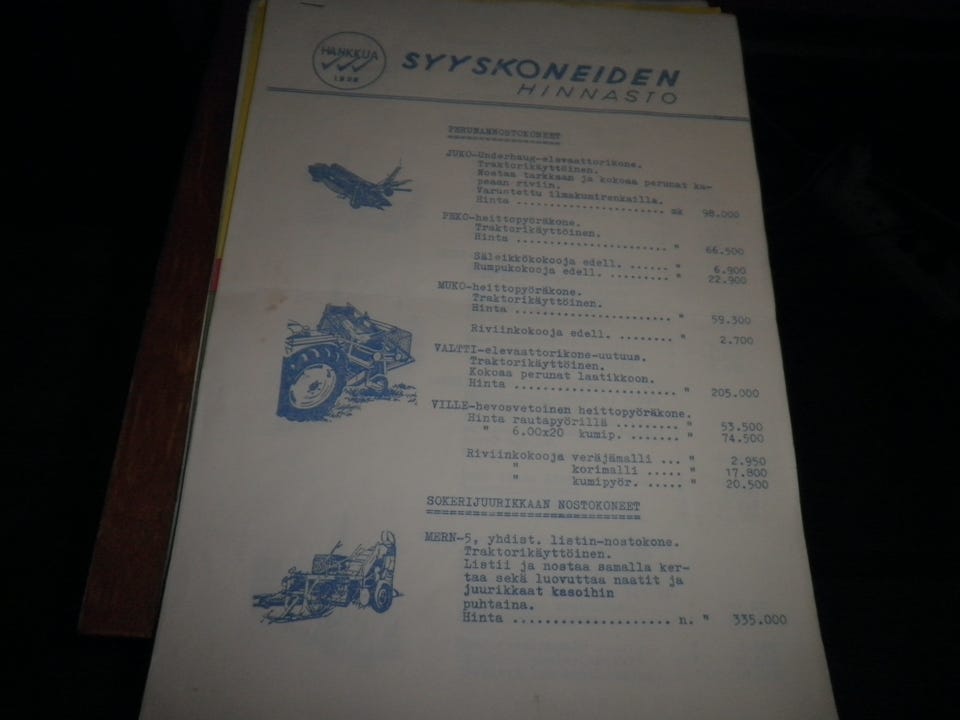 HANKKUA
SYYSKONEIDEN
HINNASTO
PERUNANNOSTOKONEET
JUKO-Underhaug-elevaattorikone.
Traktorikäyttöinen.
Nostaa tarkkaan ja kokoaa perunat ka-
peaan riviin.
Varustettu ilmakumirenkailla.
Hinta ........................ mk 98.000
PEKO-heittopyöräkone.
Traktorikäyttöinen.
Hinta ........................ " 66.500
Säleikkökokooja edell. ...... " 6.900
Rumpukokooja edell. ......... " 22.900
MUKO-heittopyöräkone.
Traktorikäyttöinen.
Hinta ......................... " 59.300
Riviinkokooja edell. ........ " 2.700
VALTTI-elevaattorikone-uutuus.
Traktorikäyttöinen.
Kokoaa perunat laatikkoon.
Hinta ......................... " 205.000
VILLE-hevosvetoinen heittopyöräkone.
Hinta rautapyörillä ......... " 53.500
" 6.00x20 kumip. ....... " 74.500
Riviinkokooja veräjämalli ... " 2.950
" korimalli ..... " 17.800
" kumipyör. ..... " 20.500
SOKERIJUURIKKAAN NOSTOKONEET
MERN-5, yhdist. listin-nostokone.
Traktorikäyttöinen.
Listii ja nostaa samalla ker-
taa sekä luovuttaa naatit ja
juurikkaat kasoihin
puhtaina.
Hinta ........................ n. " 335.000